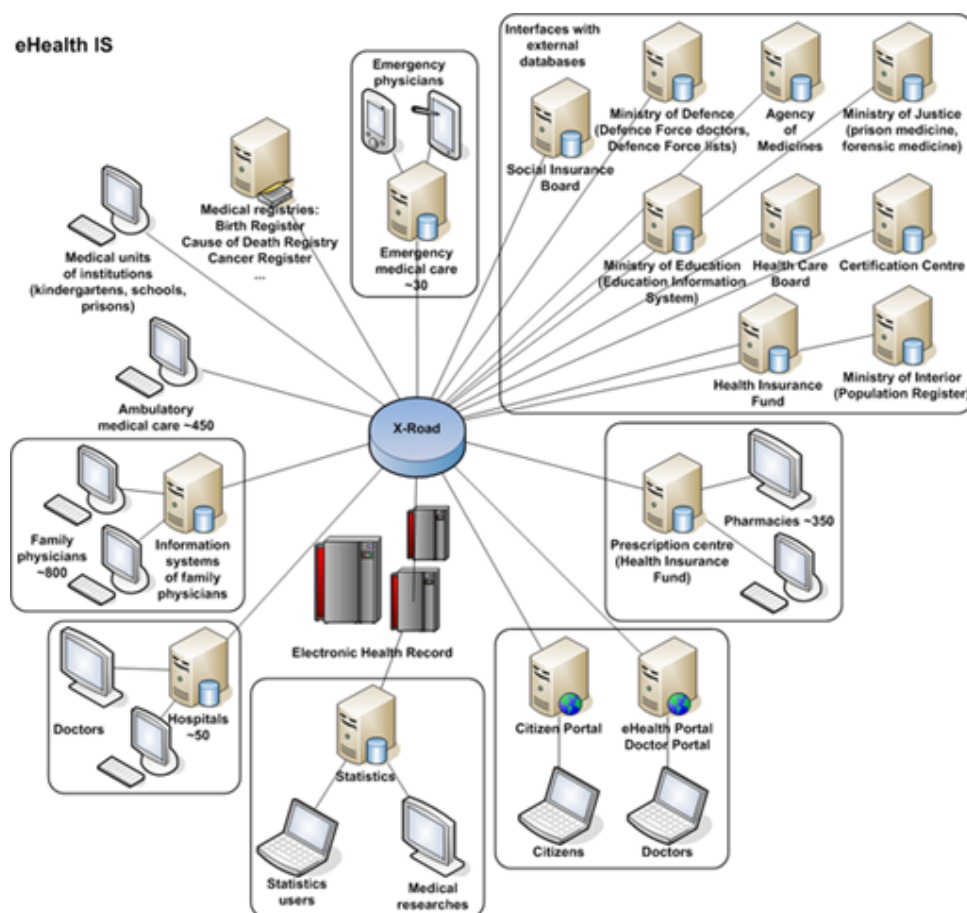 eHealth IS
Emergency
physicians
Emergency
medical care
~30
Medical registries:
Birth Register
Cause of Death Registry
Cancer Register
...
Medical units
of institutions
(kindergartens, schools,
prisons)
Ambulatory
medical care ~450
Interfaces with
external
databases
Social Insurance
Board
Ministry of Defence
(Defence Force doctors,
Defence Force lists)
Agency
of
Medicines
Ministry of Justice
(prison medicine,
forensic medicine)
Ministry of Education
(Education Information
System)
Health Care
Board
Certification Centre
Health Insurance
Fund
Ministry of Interior
(Population Register)
X-Road
Family
physicians
~800
Information
systems
of family
physicians
Prescription centre
(Health Insurance
Fund)
Pharmacies ~350
Electronic Health Record
Doctors
Hospitals
~50
Statistics
Statistics
users
Medical
researches
Citizen Portal
eHealth Portal
Doctor Portal
Citizens
Doctors